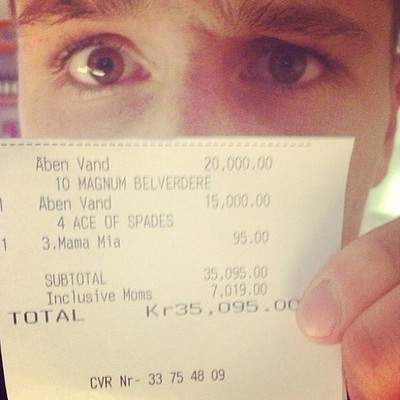 Åben Vand 20,000.00
10 MAGNUM BELVERDERE
1 Åben Vand 15,000.00
4 ACE OF SPADES
1 3.Mama Mia 95.00
SUBTOTAL 35,095.00
Inclusive Moms 7,019.00
TOTAL Kr35,095.00
CVR Nr- 33 75 48 09